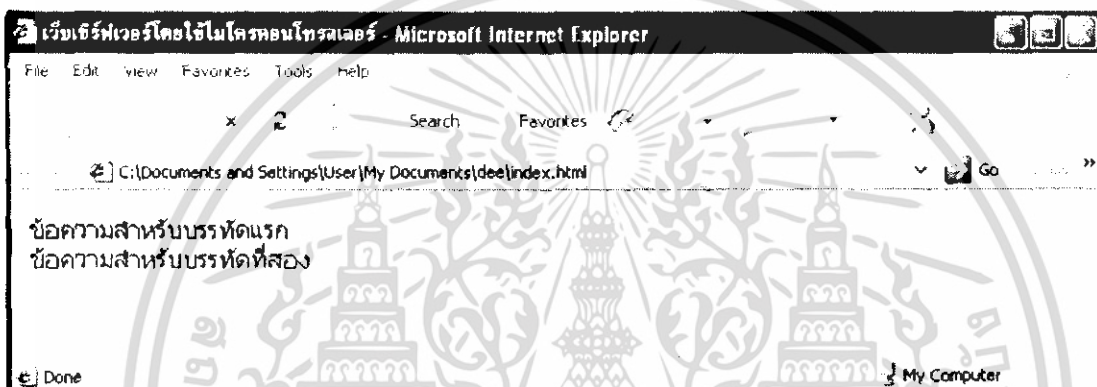 เว็บเซิร์ฟเวอร์โดยใช้ไมโครคอนโทรลเลอร์ - Microsoft Internet Explorer
File Edit View Favorites Tools Help
Search Favorites
C:\Documents and Settings\User\My Documents\dee\index.html Go »
ข้อความสำหรับบรรทัดแรก
ข้อความสำหรับบรรทัดที่สอง
Done My Computer